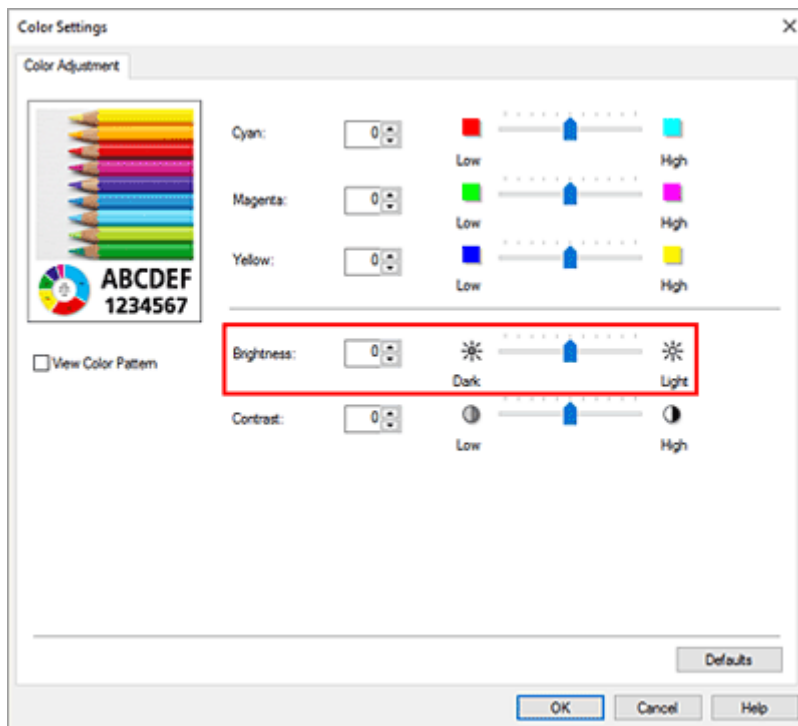 Color Settings
Color Adjustment
Cyan: 0
Low High
Magenta: 0
Low High
Yellow: 0
Low High
ABCDEF
1234567
View Color Pattern
Brightness: 0
Dark Light
Contrast: 0
Low High
Defaults
OK Cancel Help